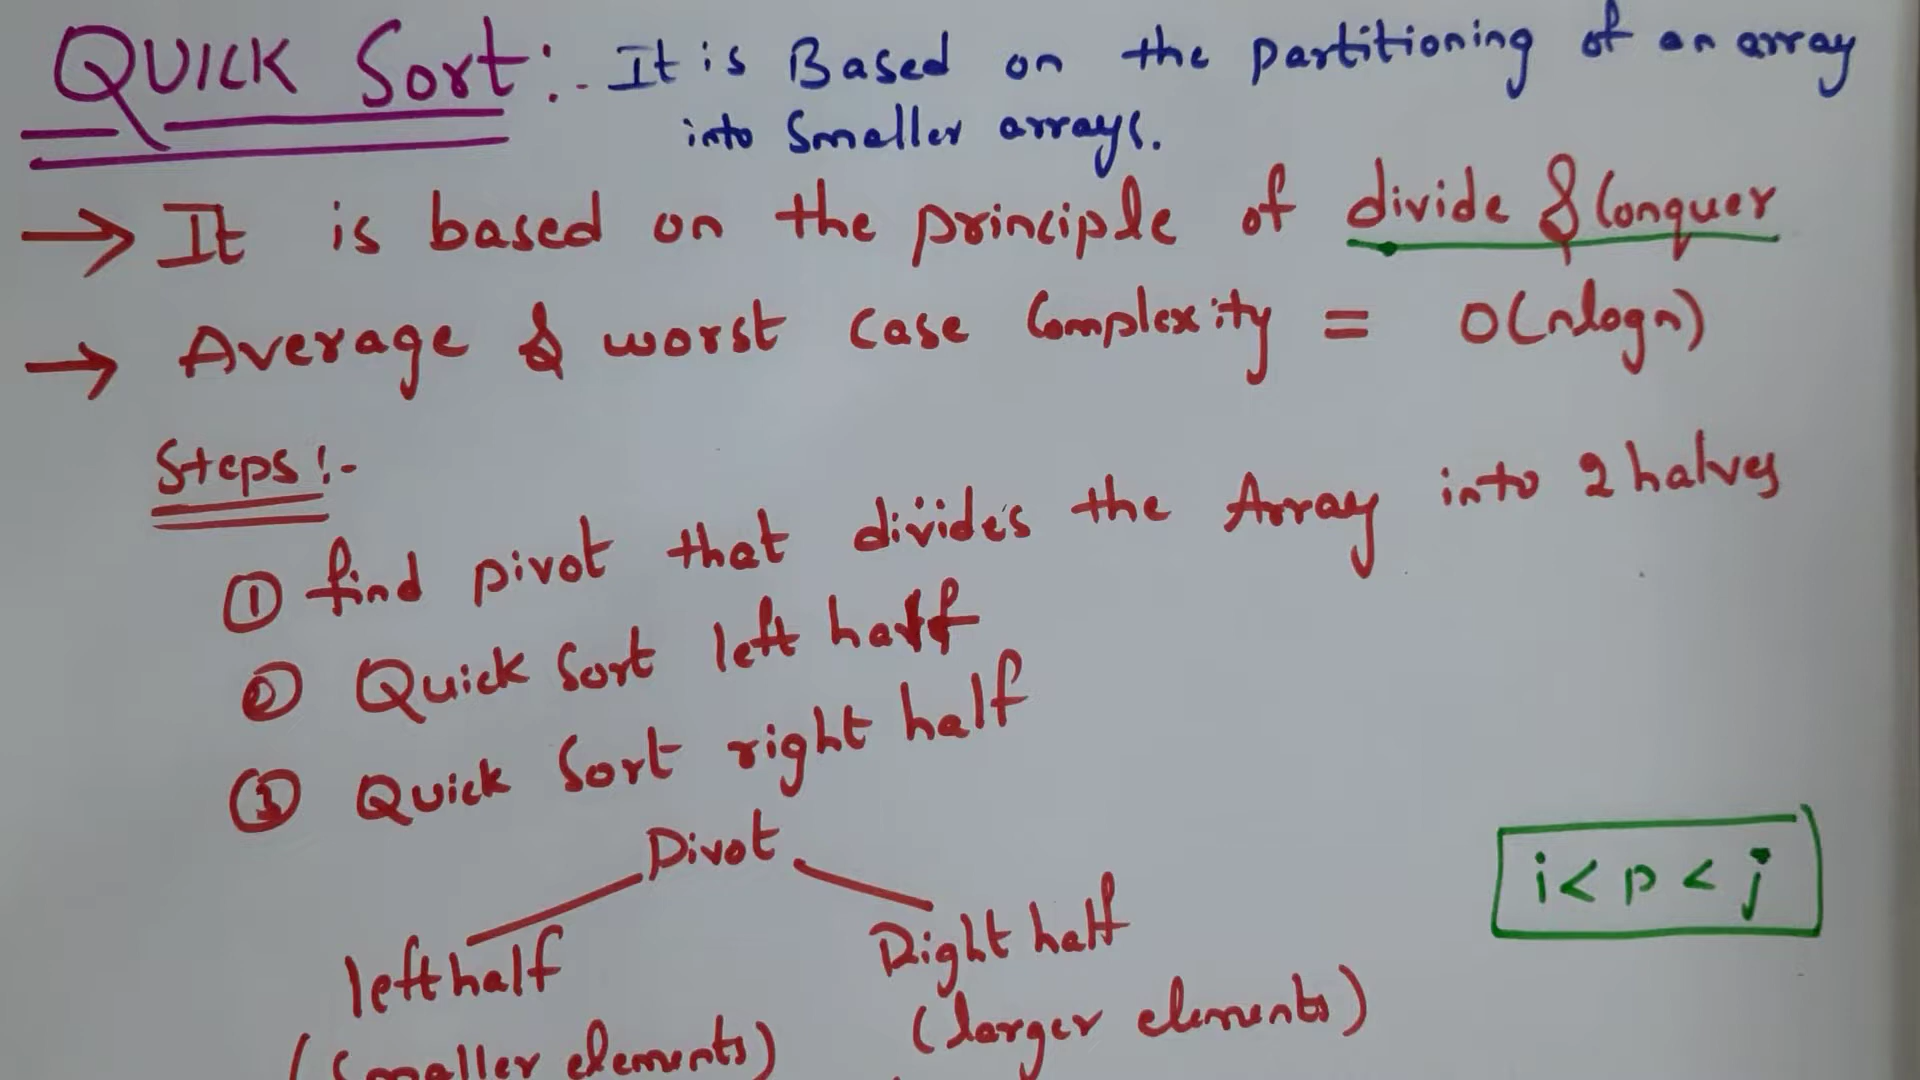 QUICK Sort:- It is Based on the partitioning of an array
into smaller arrays.
→ It is based on the principle of divide & Conquer
→ Average & worst case Complexity = O(nlogn)
Steps:-
① find pivot that divides the Array into 2 halves
② Quick Sort left half
③ Quick Sort right half
Pivot
i < p < j
left half
Right half
(Smaller elements)
(larger elements)